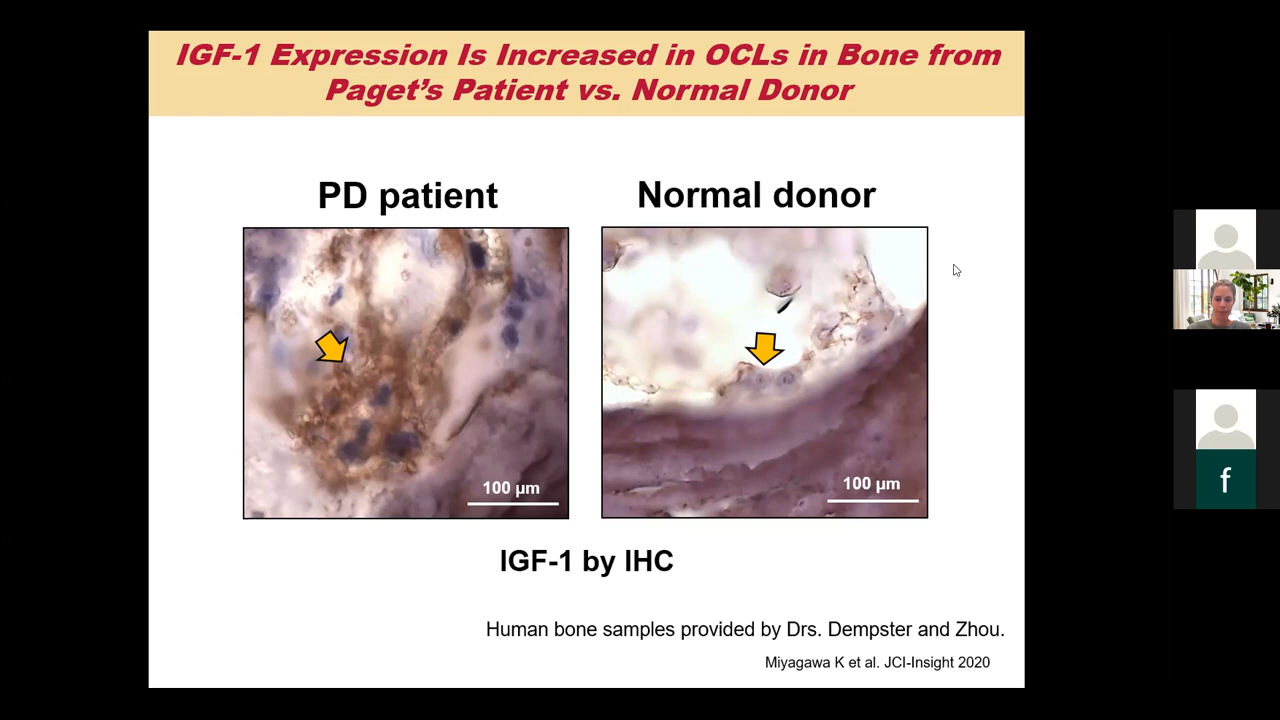 IGF-1 Expression Is Increased in OCLs in Bone from
Paget's Patient vs. Normal Donor
PD patient
Normal donor
100 µm
100 µm
IGF-1 by IHC
Human bone samples provided by Drs. Dempster and Zhou.
Miyagawa K et al. JCI-Insight 2020
f